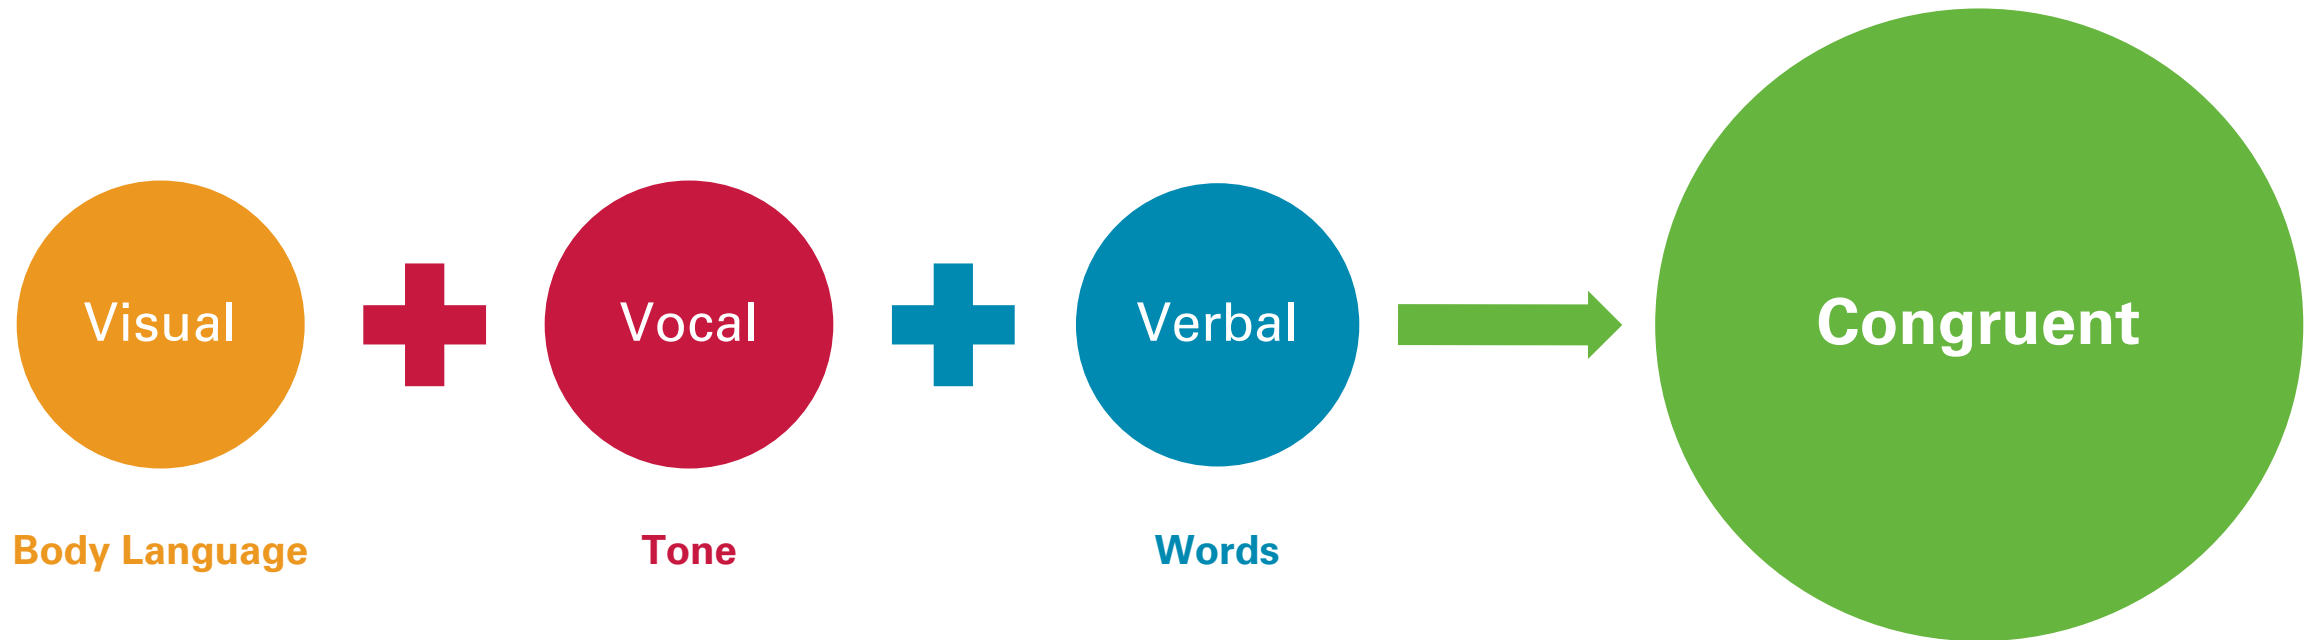 Visual
Vocal
Verbal
Congruent
Body Language
Tone
Words